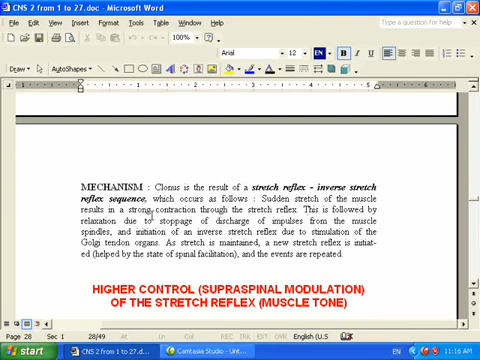 CNS 2 from 1 to 27.doc - Microsoft Word
File Edit View Insert Format Tools Table Window Help
Type a question for help
100%
Arial 12 EN B I U
Draw AutoShapes
MECHANISM : Clonus is the result of a stretch reflex - inverse stretch
reflex sequence, which occurs as follows : Sudden stretch of the muscle
results in a strong contraction through the stretch reflex. This is followed by
relaxation due to stoppage of discharge of impulses from the muscle
spindles, and initiation of an inverse stretch reflex due to stimulation of the
Golgi tendon organs. As stretch is maintained, a new stretch reflex is initiat-
ed (helped by the state of spinal facilitation), and the events are repeated.
HIGHER CONTROL (SUPRASPINAL MODULATION)
OF THE STRETCH REFLEX (MUSCLE TONE)
Page 28 Sec 1 28/49 At Ln Col REC TRK EXT OVR English (U.S
start CNS 2 from 1 to 27.d... Camtasia Studio - Unt... EN 11:16 AM